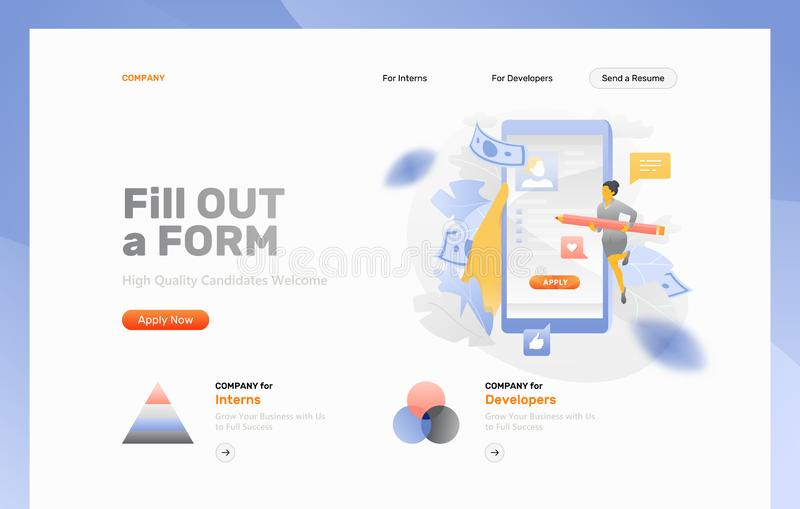 COMPANY
For Interns
For Developers
Send a Resume
Fill OUT
a FORM
High Quality Candidates Welcome
Apply Now
APPLY
COMPANY for
Interns
Grow Your Business with Us
to Full Success
COMPANY for
Developers
Grow Your Business with Us
to Full Success
dreamstime